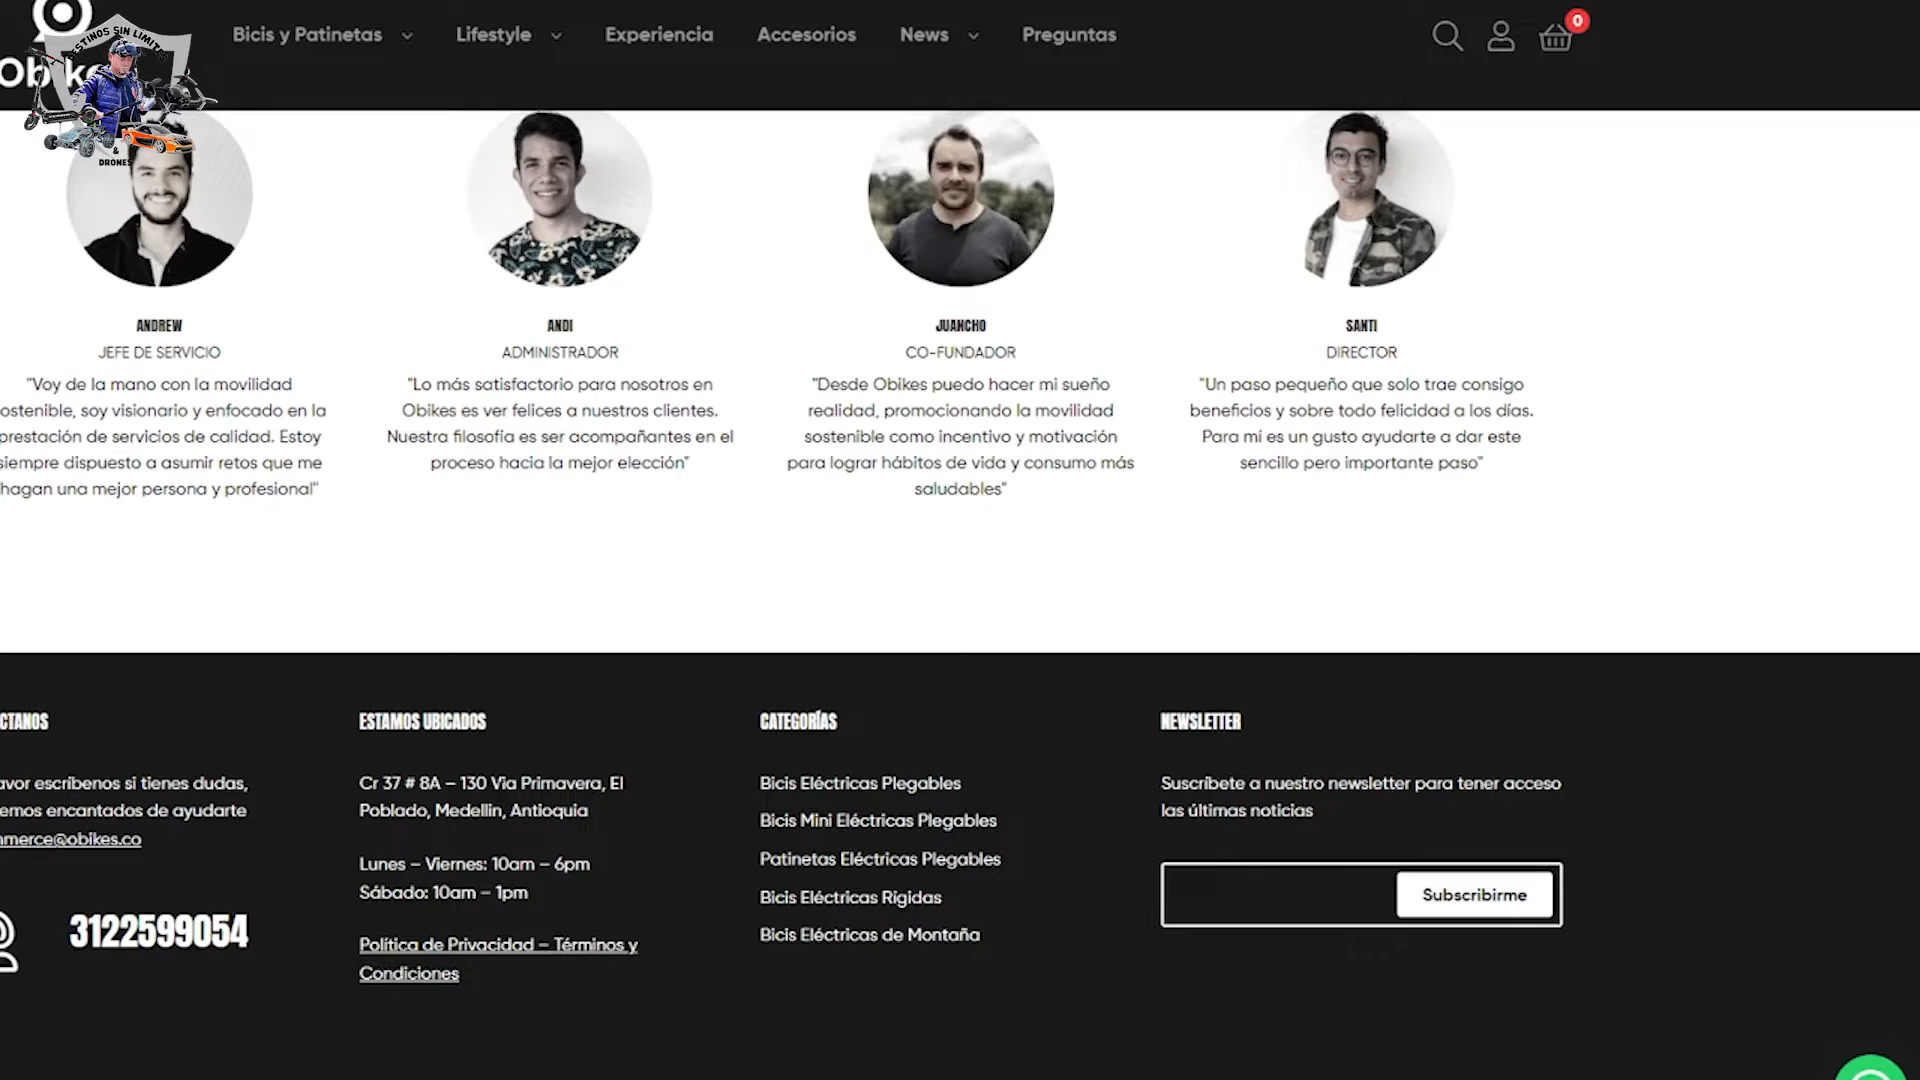 Bicis y Patinetas
Lifestyle
Experiencia
Accesorios
News
Preguntas
0
DESTINOS SIN LIMITES
&
DRONES
ANDREW
JEFE DE SERVICIO
"Voy de la mano con la movilidad
ostenible, soy visionario y enfocado en la
prestación de servicios de calidad. Estoy
siempre dispuesto a asumir retos que me
hagan una mejor persona y profesional"
ANDI
ADMINISTRADOR
"Lo más satisfactorio para nosotros en
Obikes es ver felices a nuestros clientes.
Nuestra filosofía es ser acompañantes en el
proceso hacia la mejor elección"
JUANCHO
CO-FUNDADOR
"Desde Obikes puedo hacer mi sueño
realidad, promocionando la movilidad
sostenible como incentivo y motivación
para lograr hábitos de vida y consumo más
saludables"
SANTI
DIRECTOR
"Un paso pequeño que solo trae consigo
beneficios y sobre todo felicidad a los días.
Para mi es un gusto ayudarte a dar este
sencillo pero importante paso"
CTANOS
avor escríbenos si tienes dudas,
emos encantados de ayudarte
merce@obikes.co
3122599054
ESTAMOS UBICADOS
Cr 37 # 8A – 130 Via Primavera, El
Poblado, Medellin, Antioquia
Lunes – Viernes: 10am – 6pm
Sábado: 10am – 1pm
Política de Privacidad – Términos y
Condiciones
CATEGORÍAS
Bicis Eléctricas Plegables
Bicis Mini Eléctricas Plegables
Patinetas Eléctricas Plegables
Bicis Eléctricas Rigidas
Bicis Eléctricas de Montaña
NEWSLETTER
Suscríbete a nuestro newsletter para tener acceso
las últimas noticias
Subscribirme